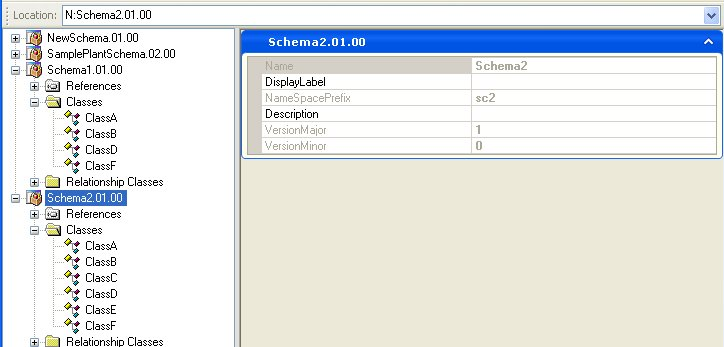 Location: N:Schema2.01.00
NewSchema.01.00
SamplePlantSchema.02.00
Schema1.01.00
References
Classes
ClassA
ClassB
ClassD
ClassF
Relationship Classes
Schema2.01.00
References
Classes
ClassA
ClassB
ClassC
ClassD
ClassE
ClassF
Relationship Classes
Schema2.01.00
Name Schema2
DisplayLabel
NameSpacePrefix sc2
Description
VersionMajor 1
VersionMinor 0